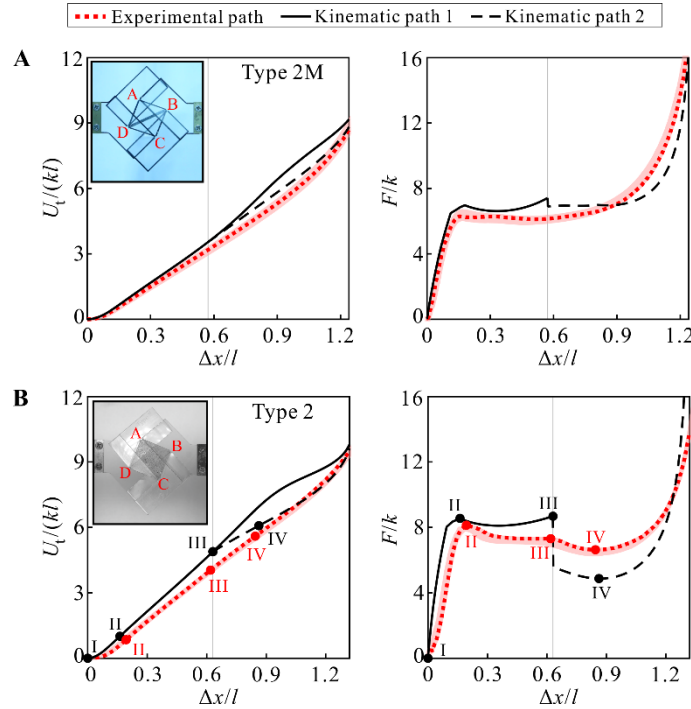 Experimental path Kinematic path 1 Kinematic path 2
A
12
9
6
3
0
Uₜ/(kl)
Type 2M
A
B
D
C
0 0.3 0.6 0.9 1.2
Δx/l
16
12
8
4
0
F/k
0 0.3 0.6 0.9 1.2
Δx/l
B
12
9
6
3
0
Uₜ/(kl)
Type 2
A
B
D
C
III
IV
IV
III
II
I
II
0 0.3 0.6 0.9 1.2
Δx/l
16
12
8
4
0
F/k
II
III
II
III
IV
IV
I
0 0.3 0.6 0.9 1.2
Δx/l